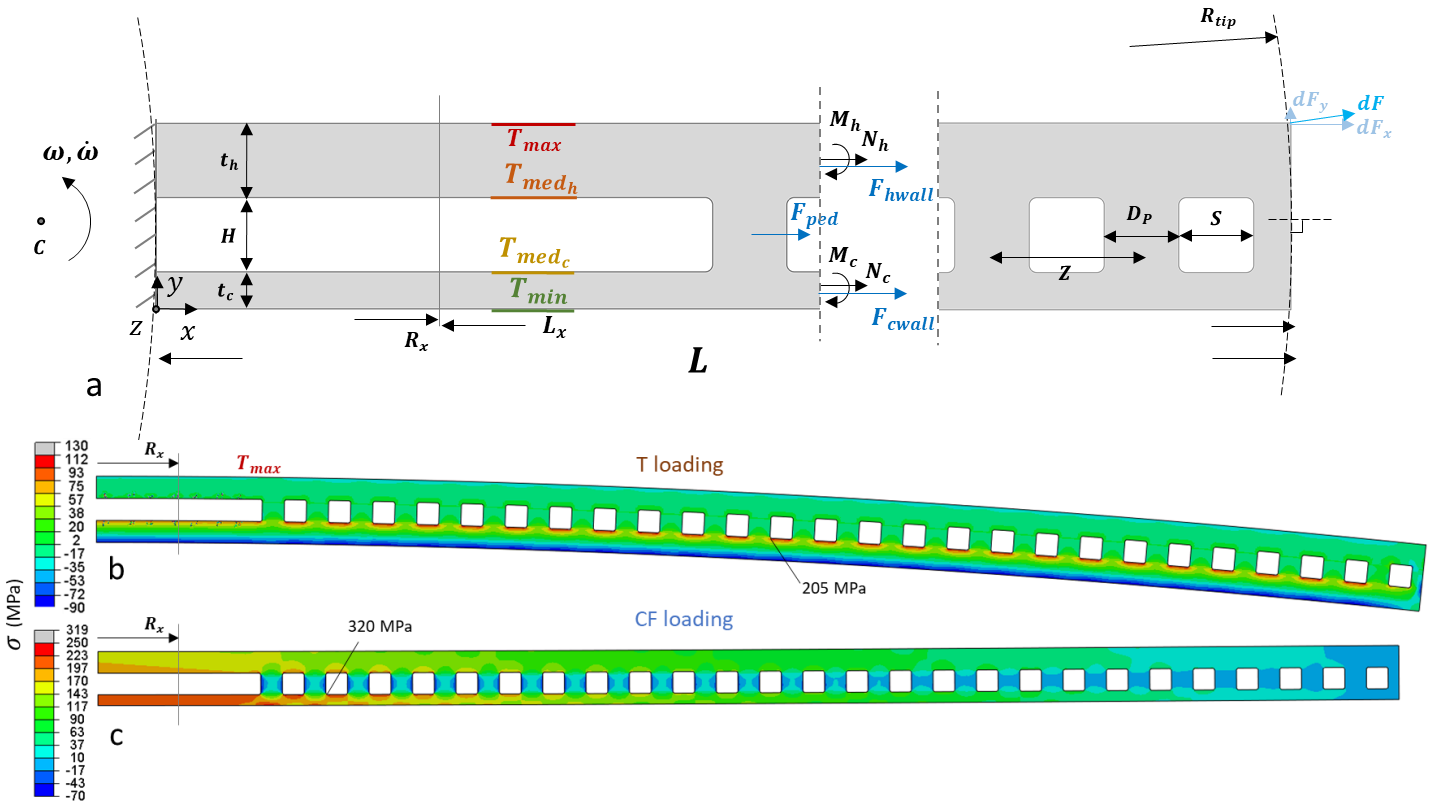 R_tip
dF_y
dF
dF_x
M_h
N_h
T_max
t_h
ω, ω̇
T_med_h
F_hwall
F_ped
D_P
S
C
H
T_med_c
M_c
N_c
Z
y
t_c
T_min
F_cwall
z
x
R_x
L_x
L
a
130
112
93
75
57
38
20
2
-17
-35
-53
-72
-90
R_x
T_max
T loading
b
205 MPa
σ (MPa)
319
250
223
197
170
143
117
90
63
37
10
-17
-43
-70
R_x
320 MPa
CF loading
c